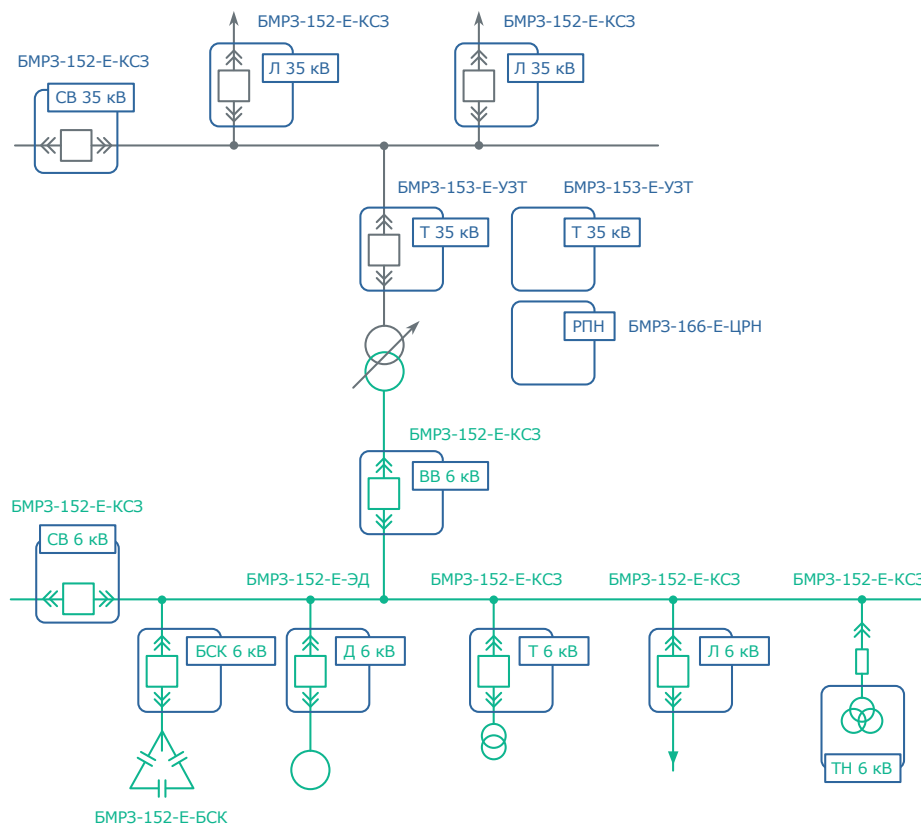 БМРЗ-152-Е-КСЗ
БМРЗ-152-Е-КСЗ
БМРЗ-152-Е-КСЗ
Л 35 кВ
Л 35 кВ
СВ 35 кВ
БМРЗ-153-Е-УЗТ
БМРЗ-153-Е-УЗТ
Т 35 кВ
Т 35 кВ
РПН
БМРЗ-166-Е-ЦРН
БМРЗ-152-Е-КСЗ
ВВ 6 кВ
БМРЗ-152-Е-КСЗ
СВ 6 кВ
БМРЗ-152-Е-ЭД
БМРЗ-152-Е-КСЗ
БМРЗ-152-Е-КСЗ
БМРЗ-152-Е-КСЗ
БСК 6 кВ
Д 6 кВ
Т 6 кВ
Л 6 кВ
ТН 6 кВ
БМРЗ-152-Е-БСК